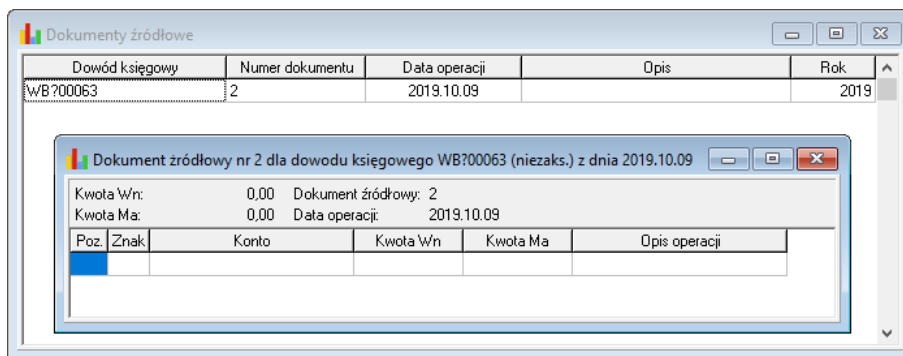 Dokumenty źródłowe
Dowód księgowy Numer dokumentu Data operacji Opis Rok
WB?00063 2 2019.10.09 2019
Dokument źródłowy nr 2 dla dowodu księgowego WB?00063 (niezaks.) z dnia 2019.10.09
Kwota Wn: 0,00 Dokument źródłowy: 2
Kwota Ma: 0,00 Data operacji: 2019.10.09
Poz. Znak Konto Kwota Wn Kwota Ma Opis operacji